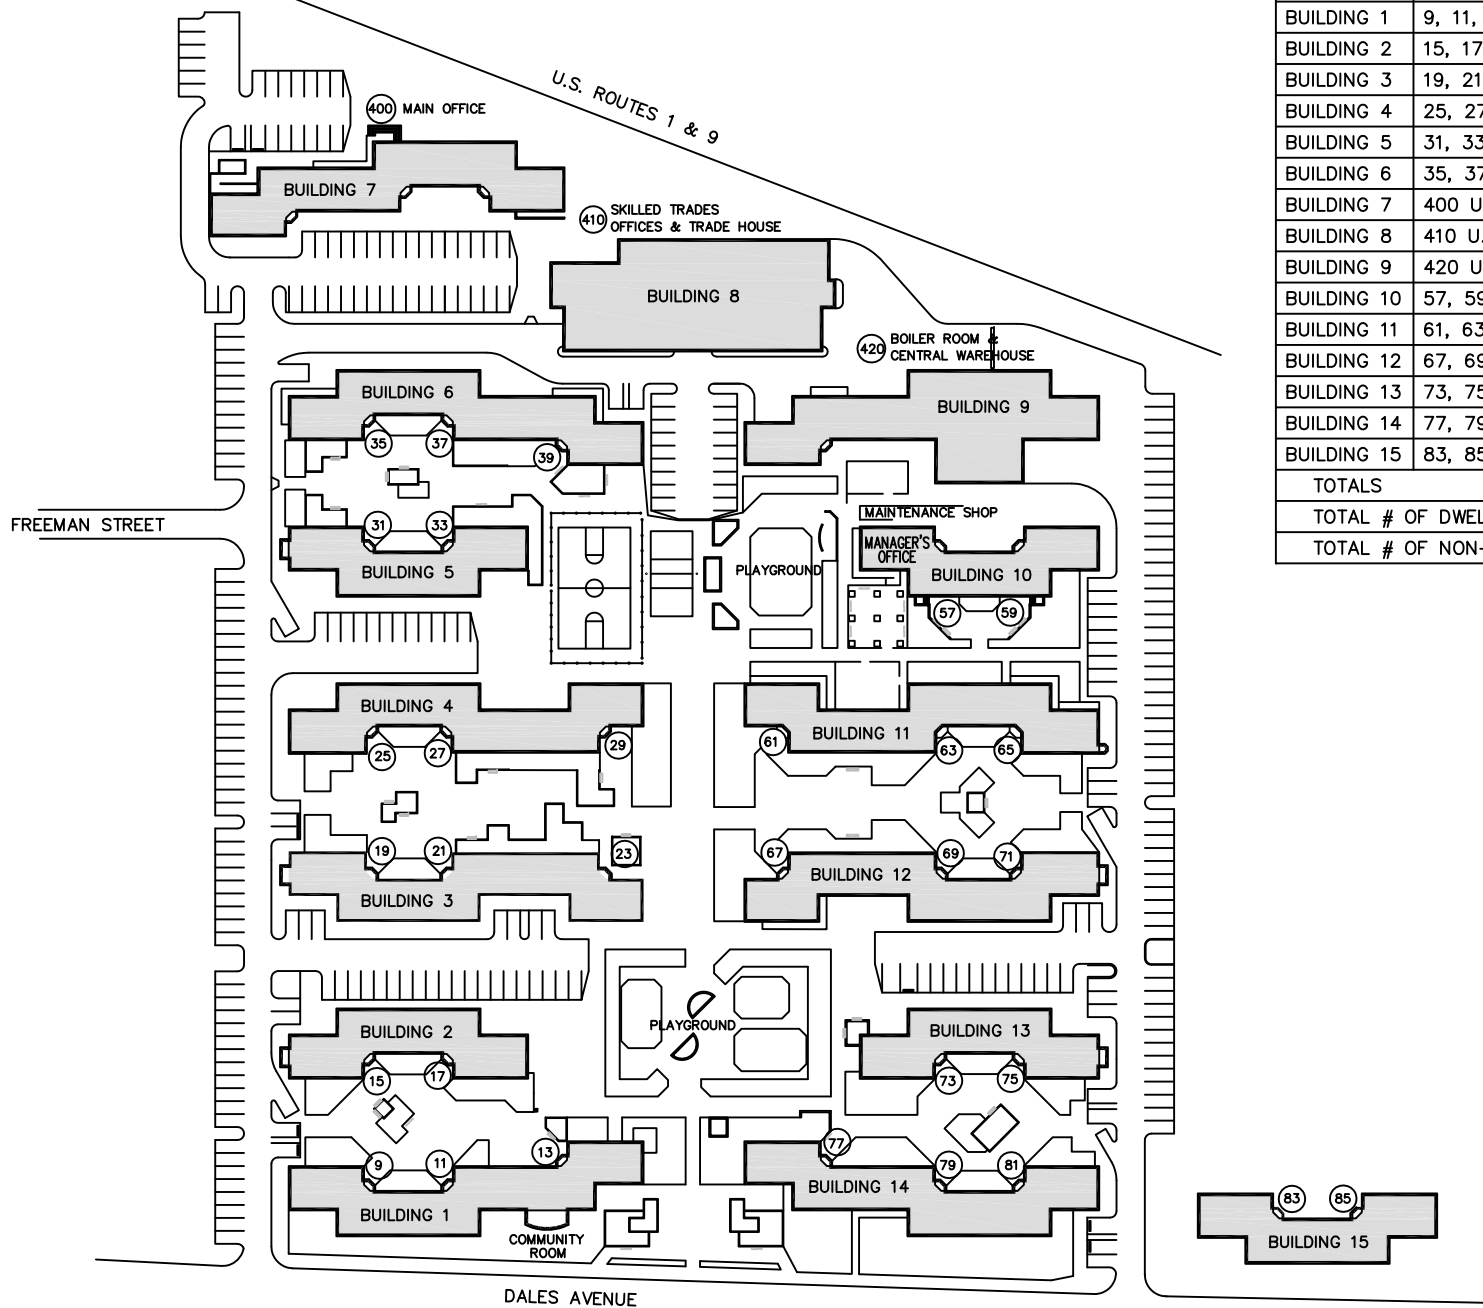 BUILDING 1 9, 11,
BUILDING 2 15, 17
BUILDING 3 19, 21
BUILDING 4 25, 27
BUILDING 5 31, 33
BUILDING 6 35, 37
BUILDING 7 400 U
BUILDING 8 410 U.
BUILDING 9 420 U
BUILDING 10 57, 59
BUILDING 11 61, 63
BUILDING 12 67, 69
BUILDING 13 73, 75
BUILDING 14 77, 79
BUILDING 15 83, 85
TOTALS
TOTAL # OF DWEL
TOTAL # OF NON-
U.S. ROUTES 1 & 9
400 MAIN OFFICE
BUILDING 7
410 SKILLED TRADES
OFFICES & TRADE HOUSE
BUILDING 8
420 BOILER ROOM &
CENTRAL WAREHOUSE
BUILDING 6
BUILDING 9
35 37 39
FREEMAN STREET
MAINTENANCE SHOP
31 33
MANAGER'S
OFFICE
BUILDING 5
PLAYGROUND
BUILDING 10
57 59
BUILDING 4
BUILDING 11
25 27 29
61 63 65
19 21 23
67 69 71
BUILDING 3
BUILDING 12
BUILDING 2
PLAYGROUND
BUILDING 13
15 17
73 75
9 11 13
77 79 81
BUILDING 1
BUILDING 14
COMMUNITY
ROOM
83 85
BUILDING 15
DALES AVENUE